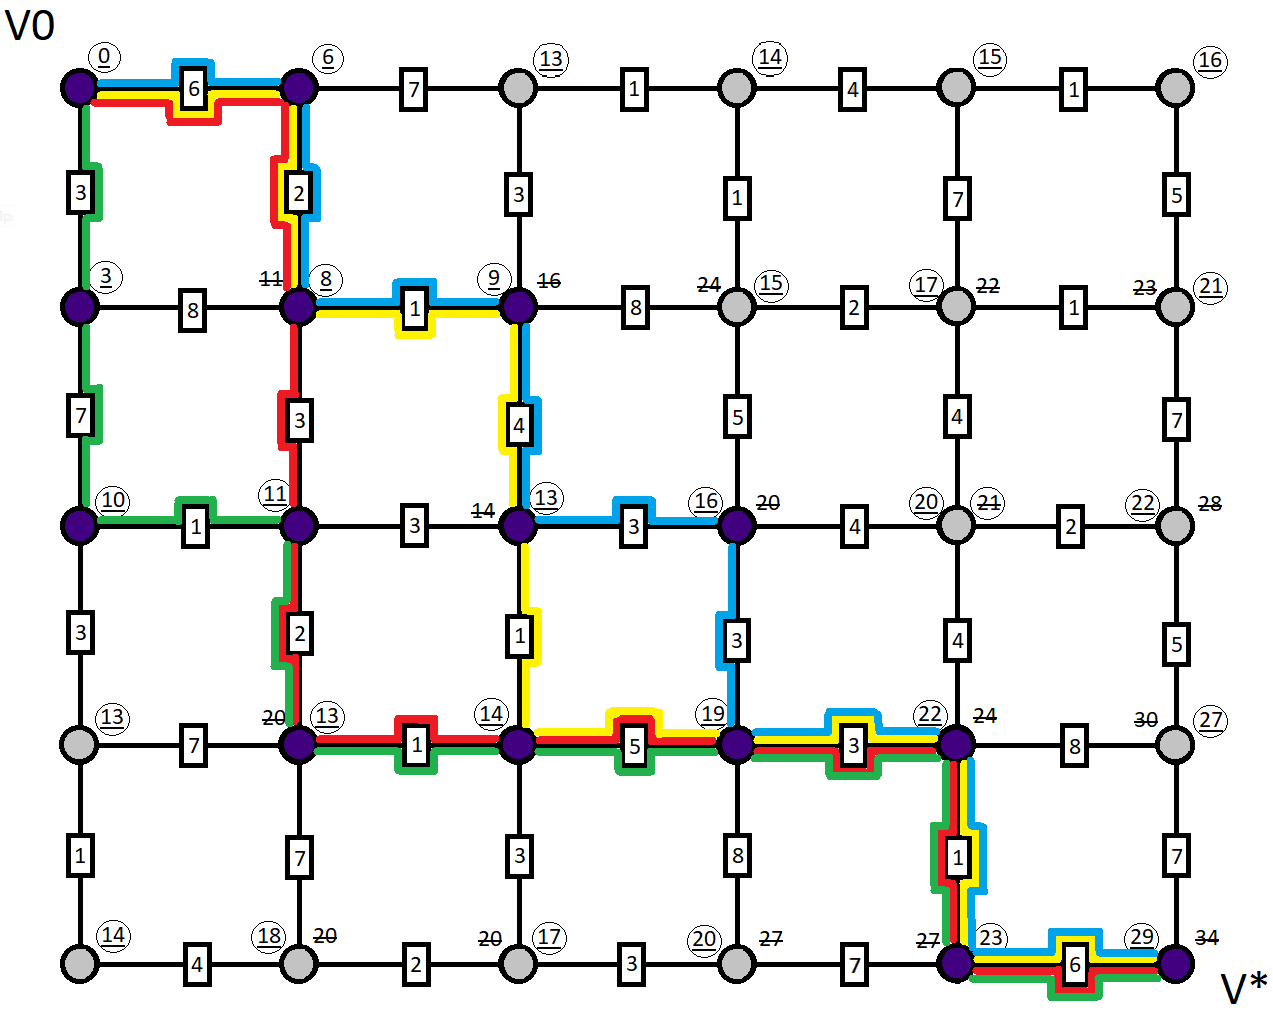 V0
0 6 13 14 15 16
6 7 1 4 1
3 2 3 1 7 5
3 11 8 9 16 24 15 17 22 23 21
8 1 8 2 1
7 3 4 5 4 7
10 11 14 13 16 20 20 21 22 28
1 3 3 4 2
3 2 1 3 4 5
13 20 13 14 19 22 24 30 27
7 1 5 3 8
1 7 3 8 1 7
14 18 20 20 17 20 27 27 23 29 34
4 2 3 7 6
V*